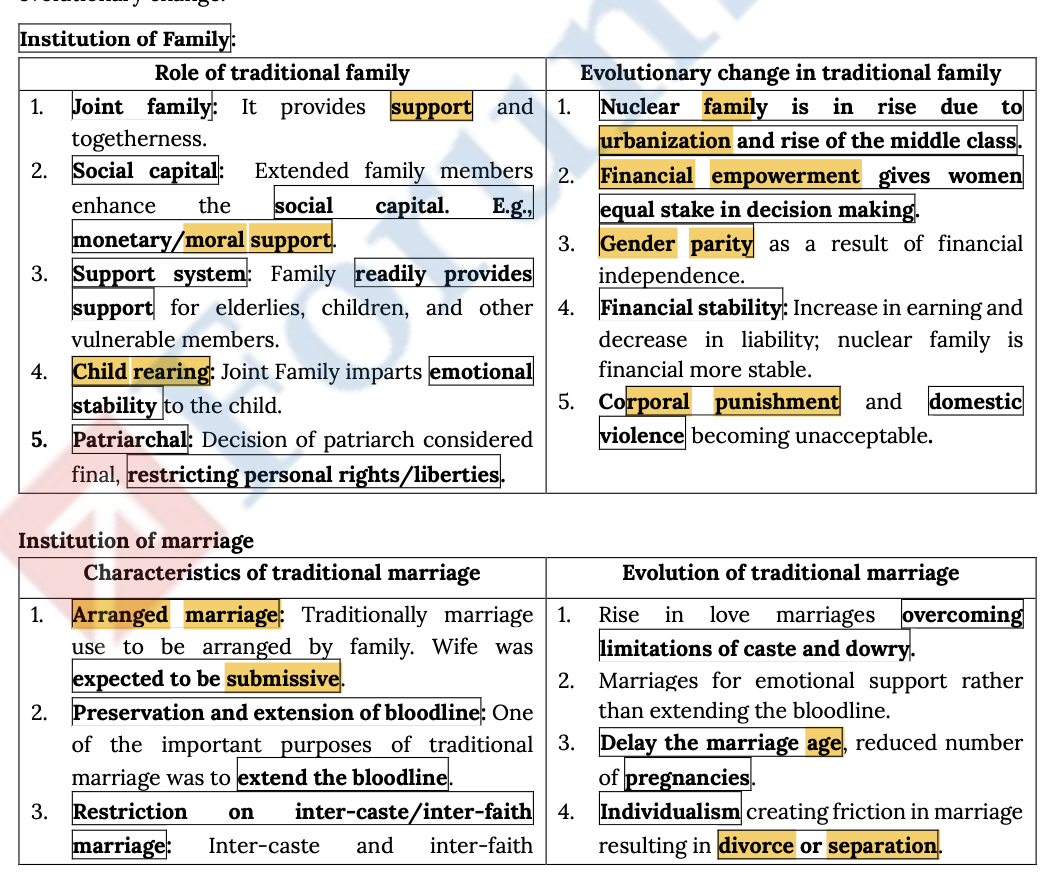 Institution of Family:
Role of traditional family
1. Joint family: It provides support and
togetherness.
2. Social capital: Extended family members
enhance the social capital. E.g.,
monetary/moral support.
3. Support system: Family readily provides
support for elderlies, children, and other
vulnerable members.
4. Child rearing: Joint Family imparts emotional
stability to the child.
5. Patriarchal: Decision of patriarch considered
final, restricting personal rights/liberties.
Evolutionary change in traditional family
1. Nuclear family is in rise due to
urbanization and rise of the middle class.
2. Financial empowerment gives women
equal stake in decision making.
3. Gender parity as a result of financial
independence.
4. Financial stability: Increase in earning and
decrease in liability; nuclear family is
financial more stable.
5. Corporal punishment and domestic
violence becoming unacceptable.
Institution of marriage
Characteristics of traditional marriage
1. Arranged marriage: Traditionally marriage
use to be arranged by family. Wife was
expected to be submissive.
2. Preservation and extension of bloodline: One
of the important purposes of traditional
marriage was to extend the bloodline.
3. Restriction on inter-caste/inter-faith
marriage: Inter-caste and inter-faith
Evolution of traditional marriage
1. Rise in love marriages overcoming
limitations of caste and dowry.
2. Marriages for emotional support rather
than extending the bloodline.
3. Delay the marriage age, reduced number
of pregnancies.
4. Individualism creating friction in marriage
resulting in divorce or separation.
Forum